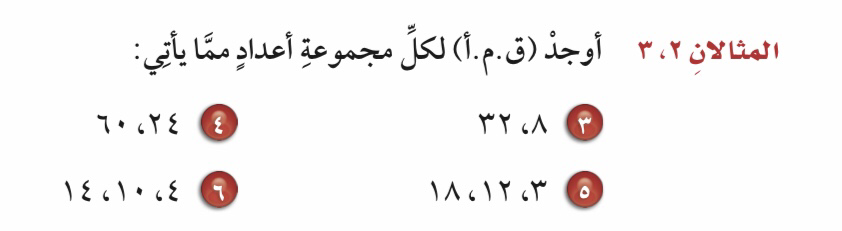 المثالانِ ٢، ٣ أوجدْ (ق.م.أ) لكلِّ مجموعةِ أعدادٍ ممَّا يأتِي:
٣ ٨، ٣٢ ٤ ٢٤، ٦٠
٥ ٣، ١٢، ١٨ ٦ ٤، ١٠، ١٤